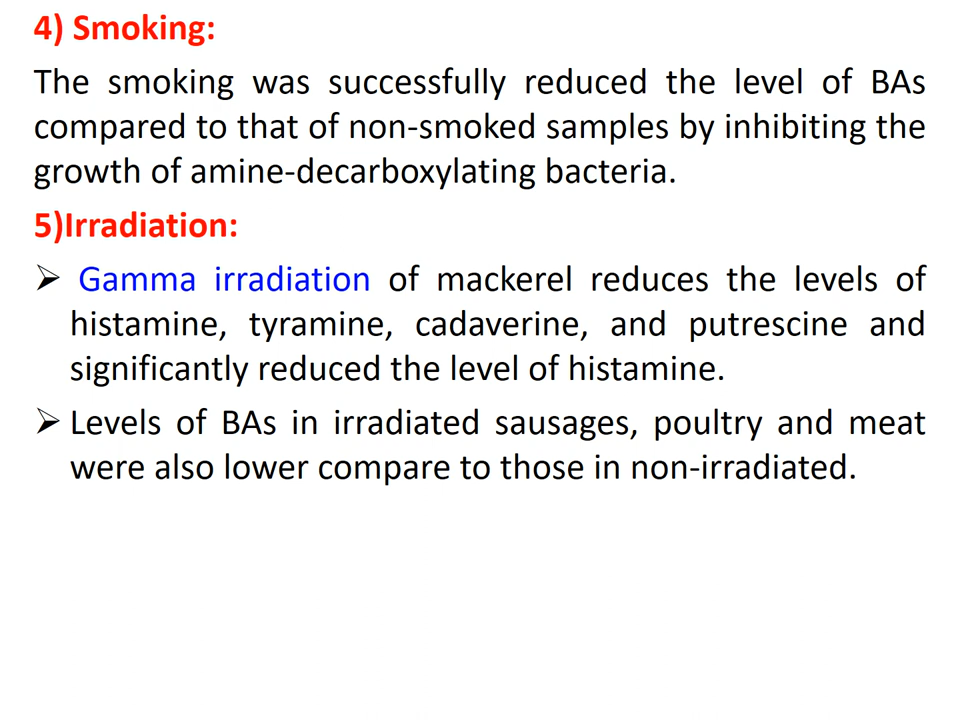 4) Smoking:
The smoking was successfully reduced the level of BAs
compared to that of non-smoked samples by inhibiting the
growth of amine-decarboxylating bacteria.
5)Irradiation:
➢ Gamma irradiation of mackerel reduces the levels of
histamine, tyramine, cadaverine, and putrescine and
significantly reduced the level of histamine.
➢ Levels of BAs in irradiated sausages, poultry and meat
were also lower compare to those in non-irradiated.